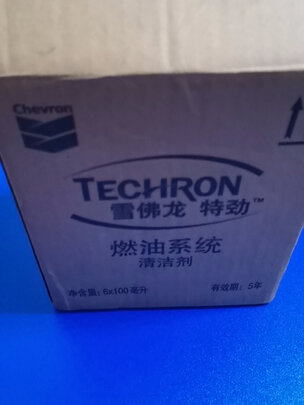 Chevron
TECHRON
雪佛龙 特劲™
燃油系统
清洁剂
净含量: 6x100毫升 有效期: 5年